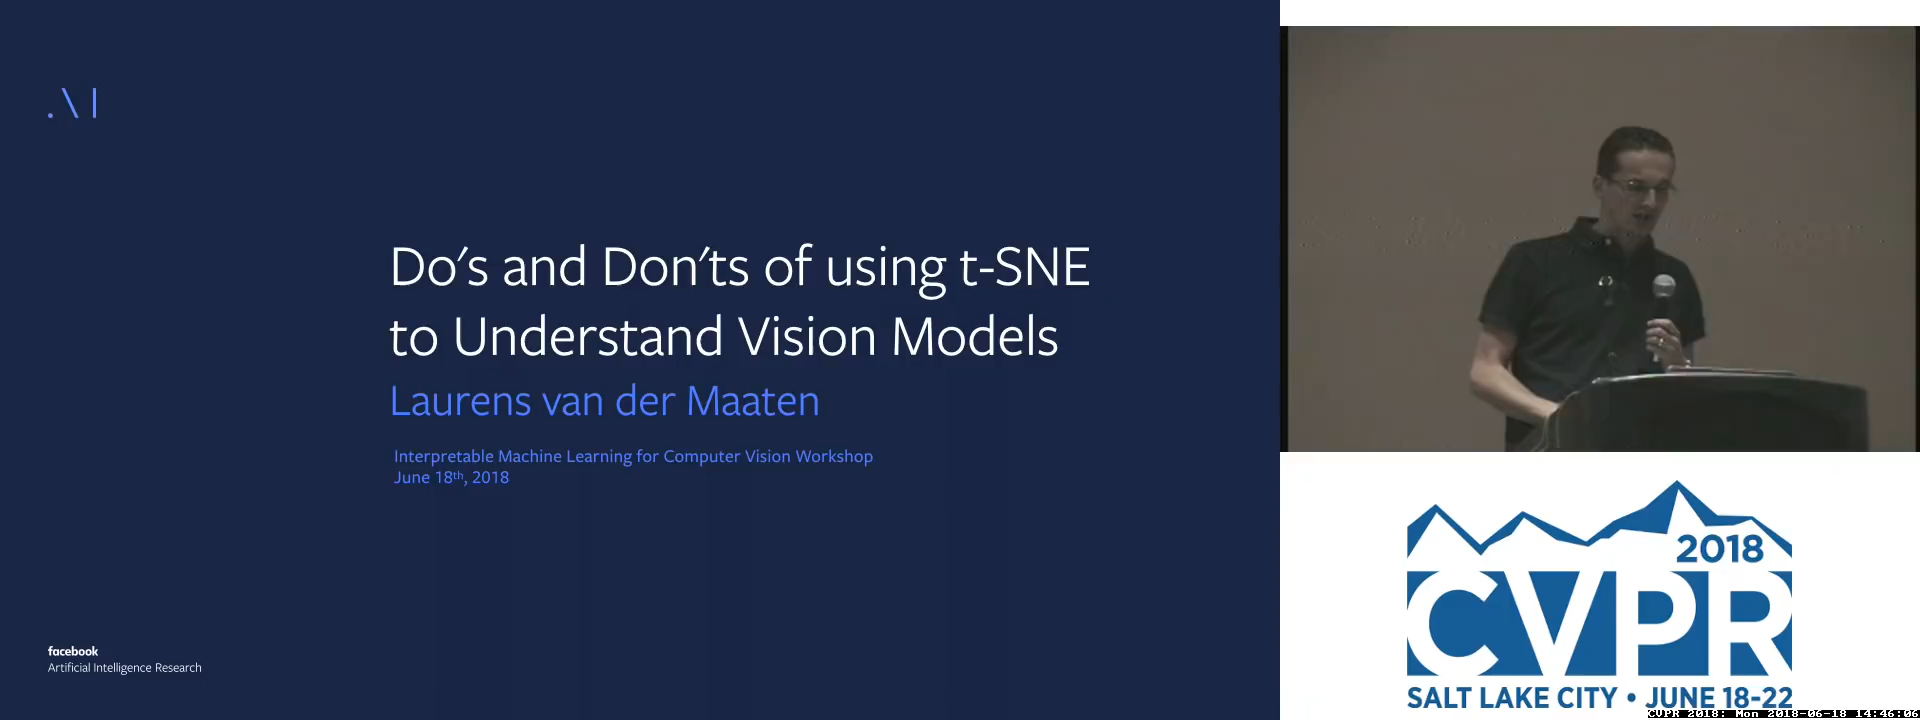 .\ |
Do's and Don'ts of using t-SNE
to Understand Vision Models
Laurens van der Maaten
Interpretable Machine Learning for Computer Vision Workshop
June 18th, 2018
facebook
Artificial Intelligence Research
2018
CVPR
SALT LAKE CITY • JUNE 18-22
CVPR 2018: Mon 2018-06-18 14:46:06